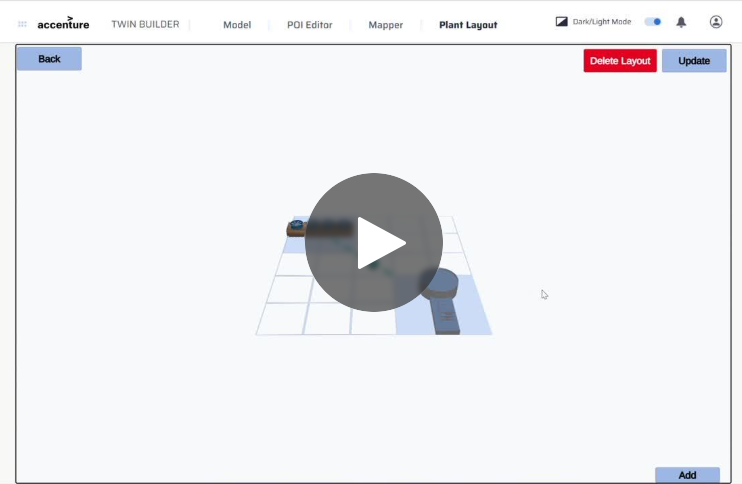 accenture TWIN BUILDER Model POI Editor Mapper Plant Layout Dark/Light Mode
Back Delete Layout Update
Add